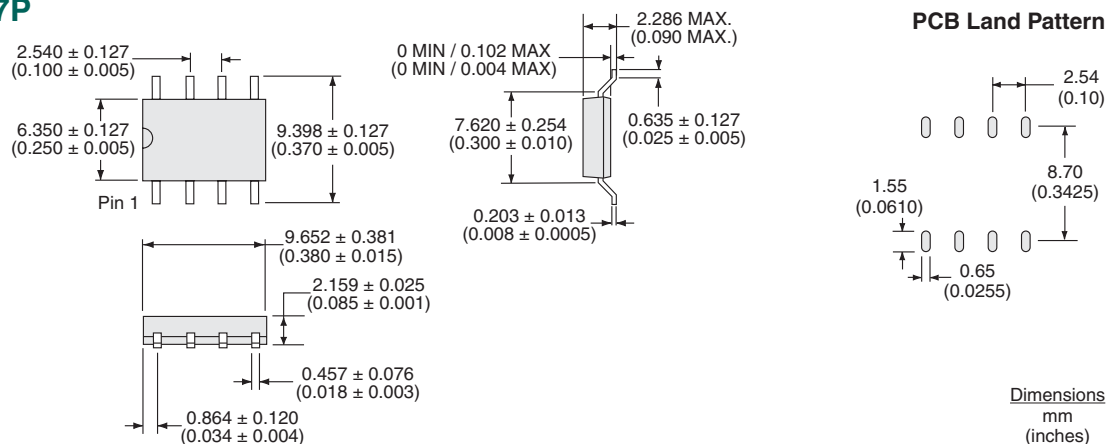 7P
2.540 ± 0.127
(0.100 ± 0.005)
6.350 ± 0.127
(0.250 ± 0.005)
9.398 ± 0.127
(0.370 ± 0.005)
Pin 1
9.652 ± 0.381
(0.380 ± 0.015)
2.159 ± 0.025
(0.085 ± 0.001)
0.457 ± 0.076
(0.018 ± 0.003)
0.864 ± 0.120
(0.034 ± 0.004)
2.286 MAX.
(0.090 MAX.)
0 MIN / 0.102 MAX
(0 MIN / 0.004 MAX)
7.620 ± 0.254
(0.300 ± 0.010)
0.635 ± 0.127
(0.025 ± 0.005)
0.203 ± 0.013
(0.008 ± 0.0005)
PCB Land Pattern
2.54
(0.10)
8.70
(0.3425)
1.55
(0.0610)
0.65
(0.0255)
Dimensions
mm
(inches)